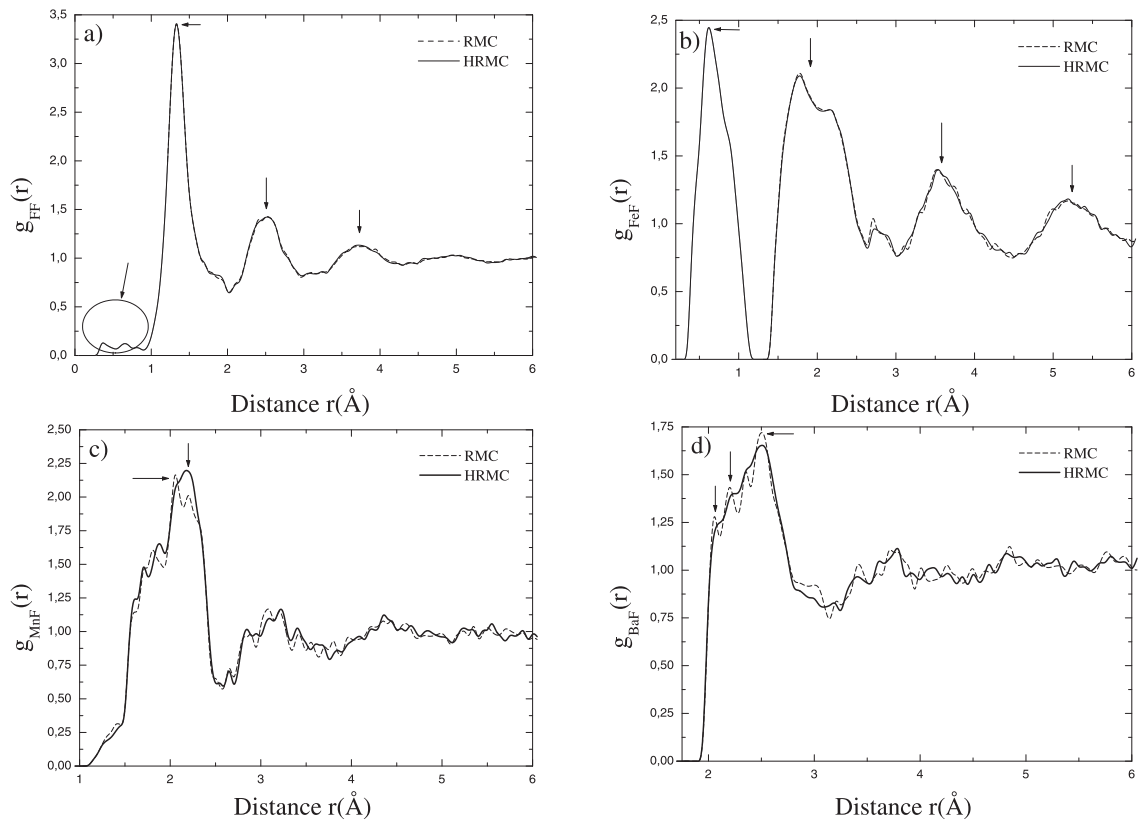 a)
RMC
HRMC
3,5
3,0
2,5
2,0
1,5
1,0
0,5
0,0
g_FF(r)
0 1 2 3 4 5 6
Distance r(Å)
b)
RMC
HRMC
2,5
2,0
1,5
1,0
0,5
0,0
g_FeF(r)
1 2 3 4 5 6
Distance r(Å)
c)
RMC
HRMC
2,50
2,25
2,00
1,75
1,50
1,25
1,00
0,75
0,50
0,25
0,00
g_MnF(r)
1 2 3 4 5 6
Distance r(Å)
d)
RMC
HRMC
1,75
1,50
1,25
1,00
0,75
0,50
0,25
0,00
g_BaF(r)
2 3 4 5 6
Distance r(Å)